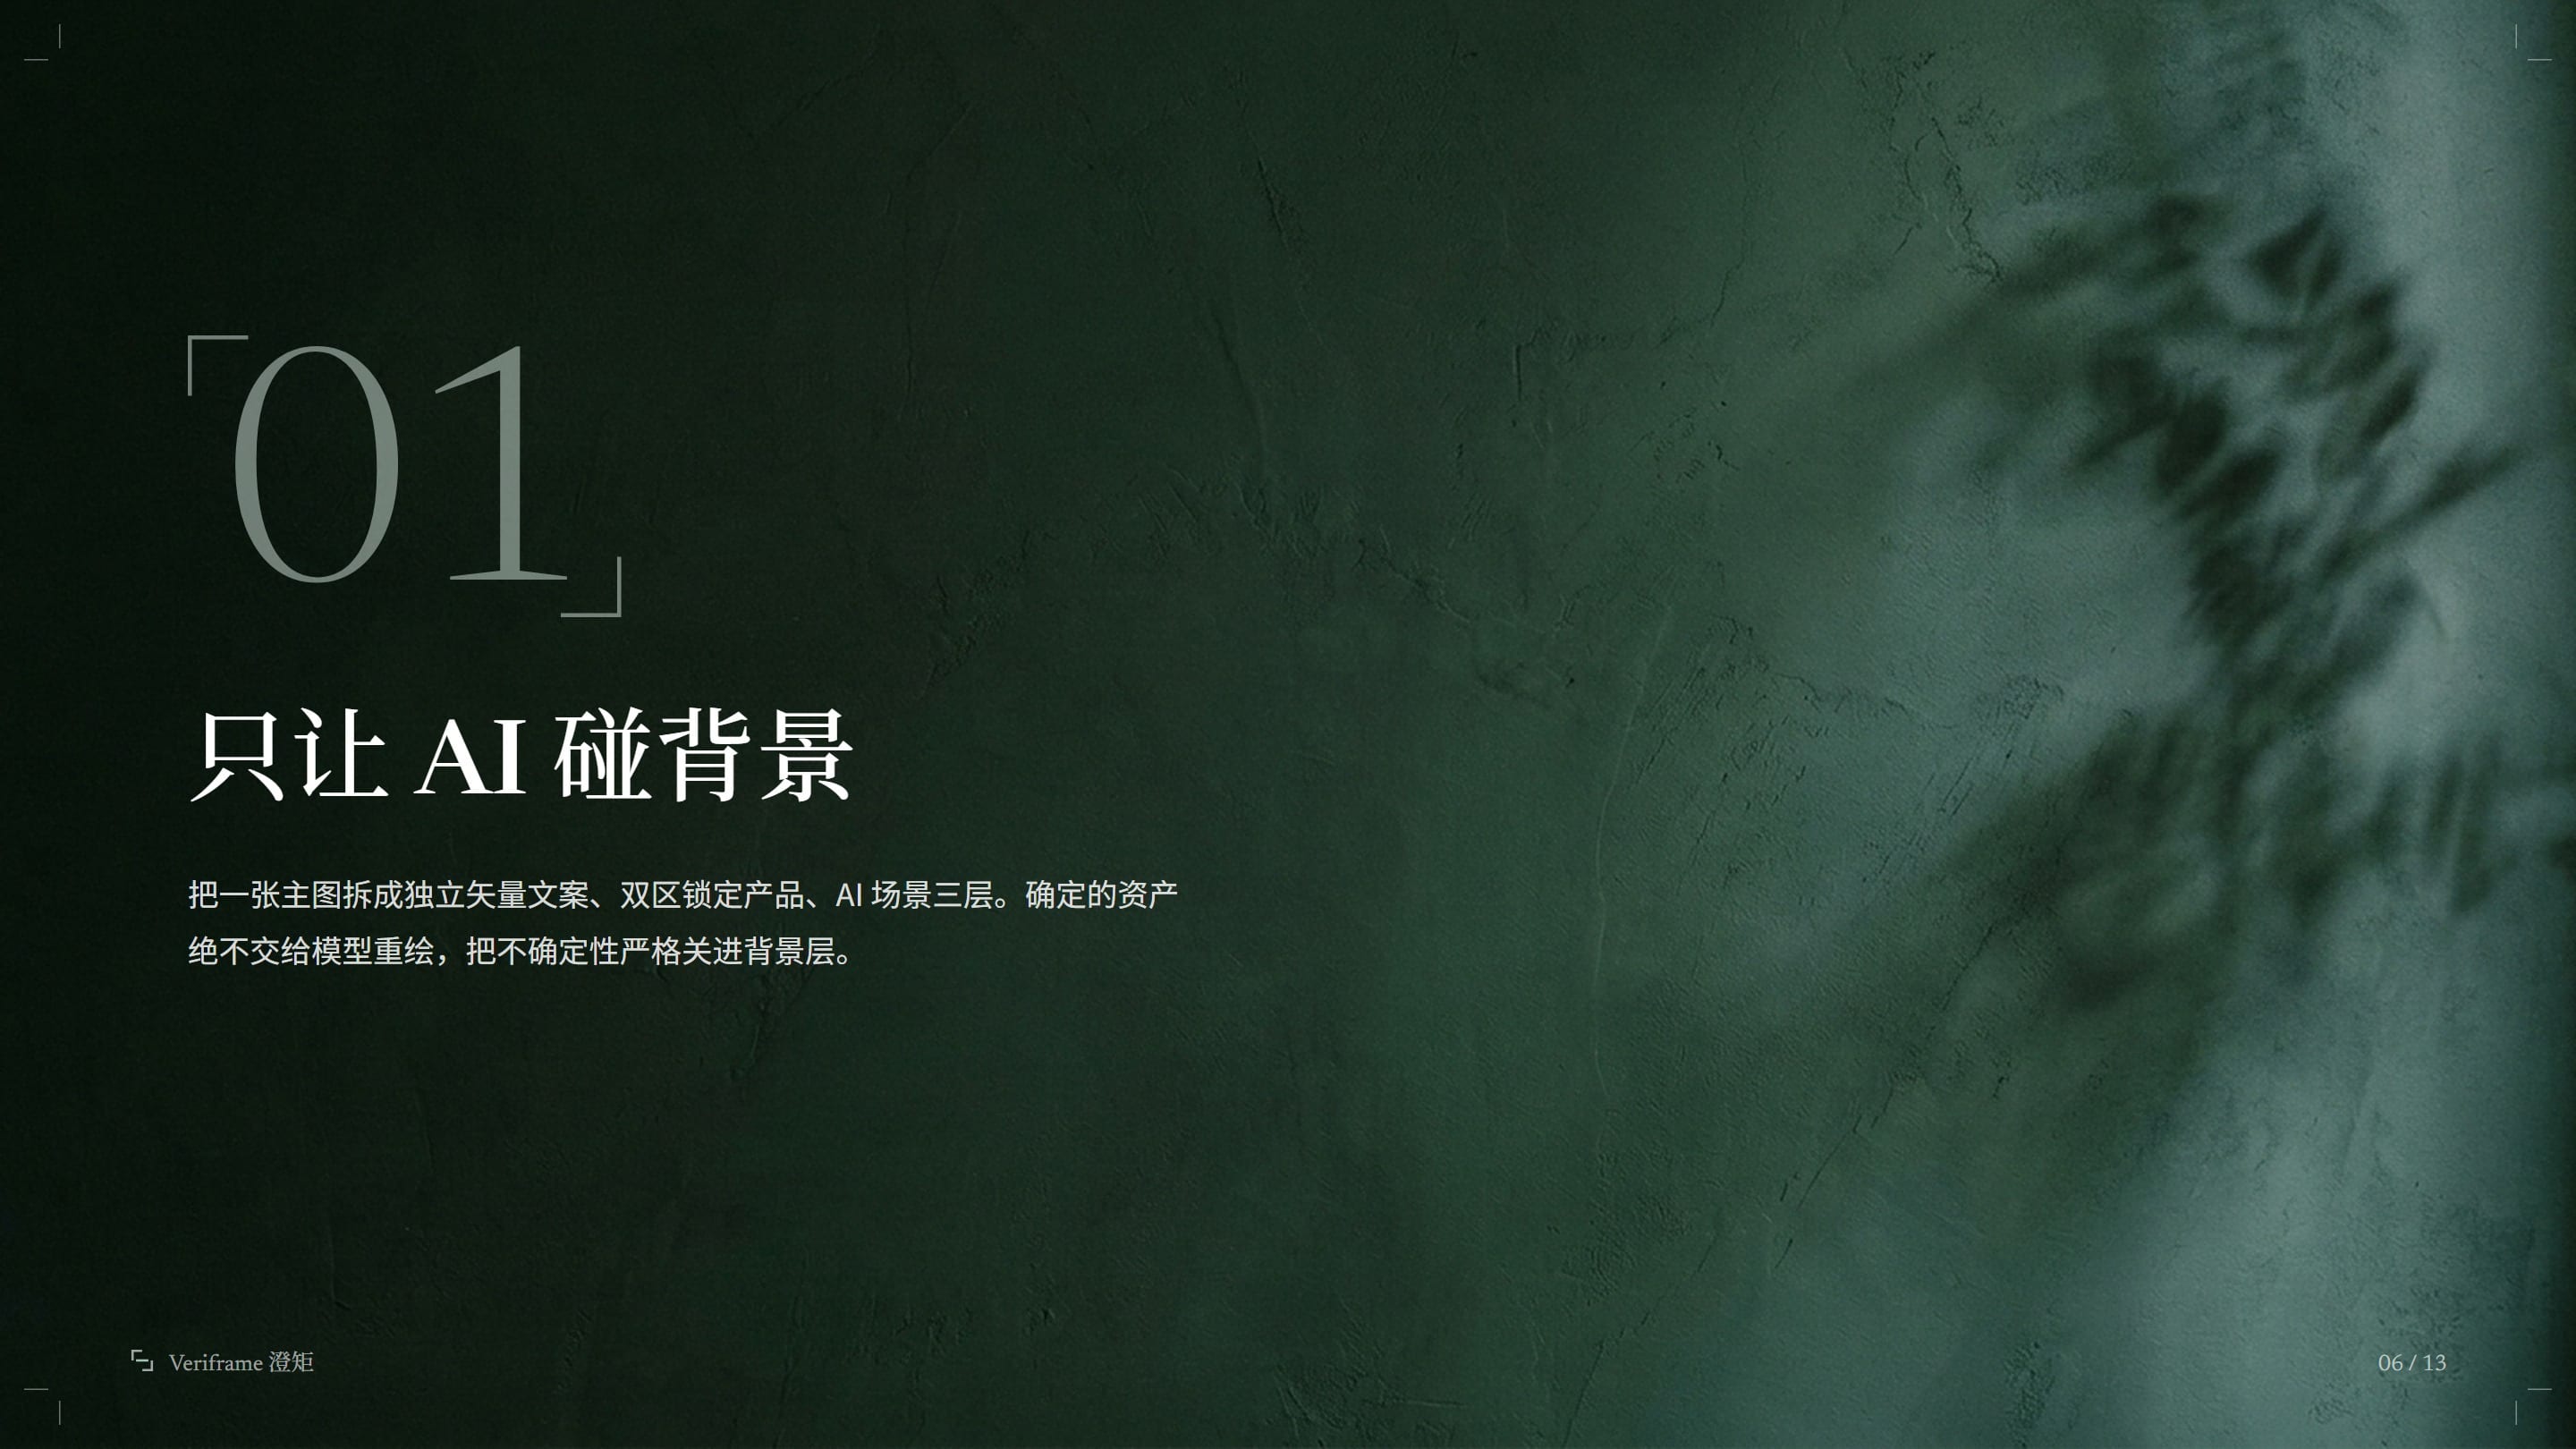 01
只让 AI 碰背景
把一张主图拆成独立矢量文案、双区锁定产品、AI 场景三层。确定的资产
绝不交给模型重绘，把不确定性严格关进背景层。
Veriframe 澄矩
06 / 13